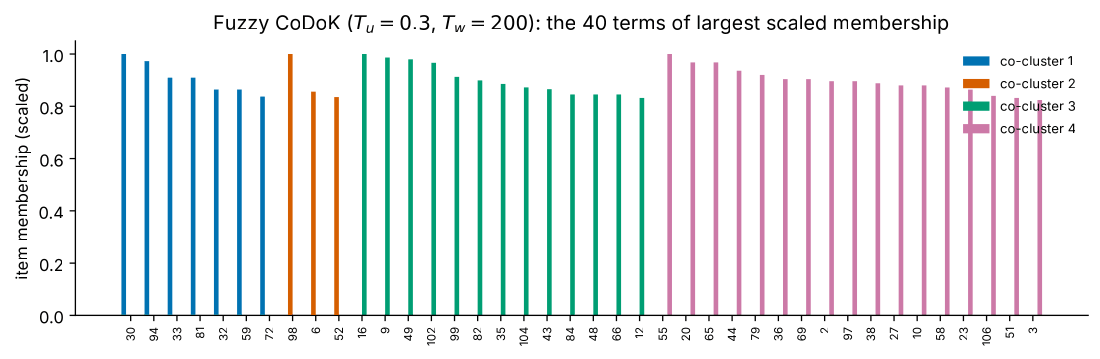 Fuzzy CoDoK (Tu = 0.3, Tw = 200): the 40 terms of largest scaled membership
item membership (scaled)
1.0
0.8
0.6
0.4
0.2
0.0
co-cluster 1
co-cluster 2
co-cluster 3
co-cluster 4
30 94 33 81 32 59 72 98 6 52 16 9 49 102 99 82 35 104 43 84 48 66 12 55 20 65 44 79 36 69 2 97 38 27 10 58 23 106 51 3